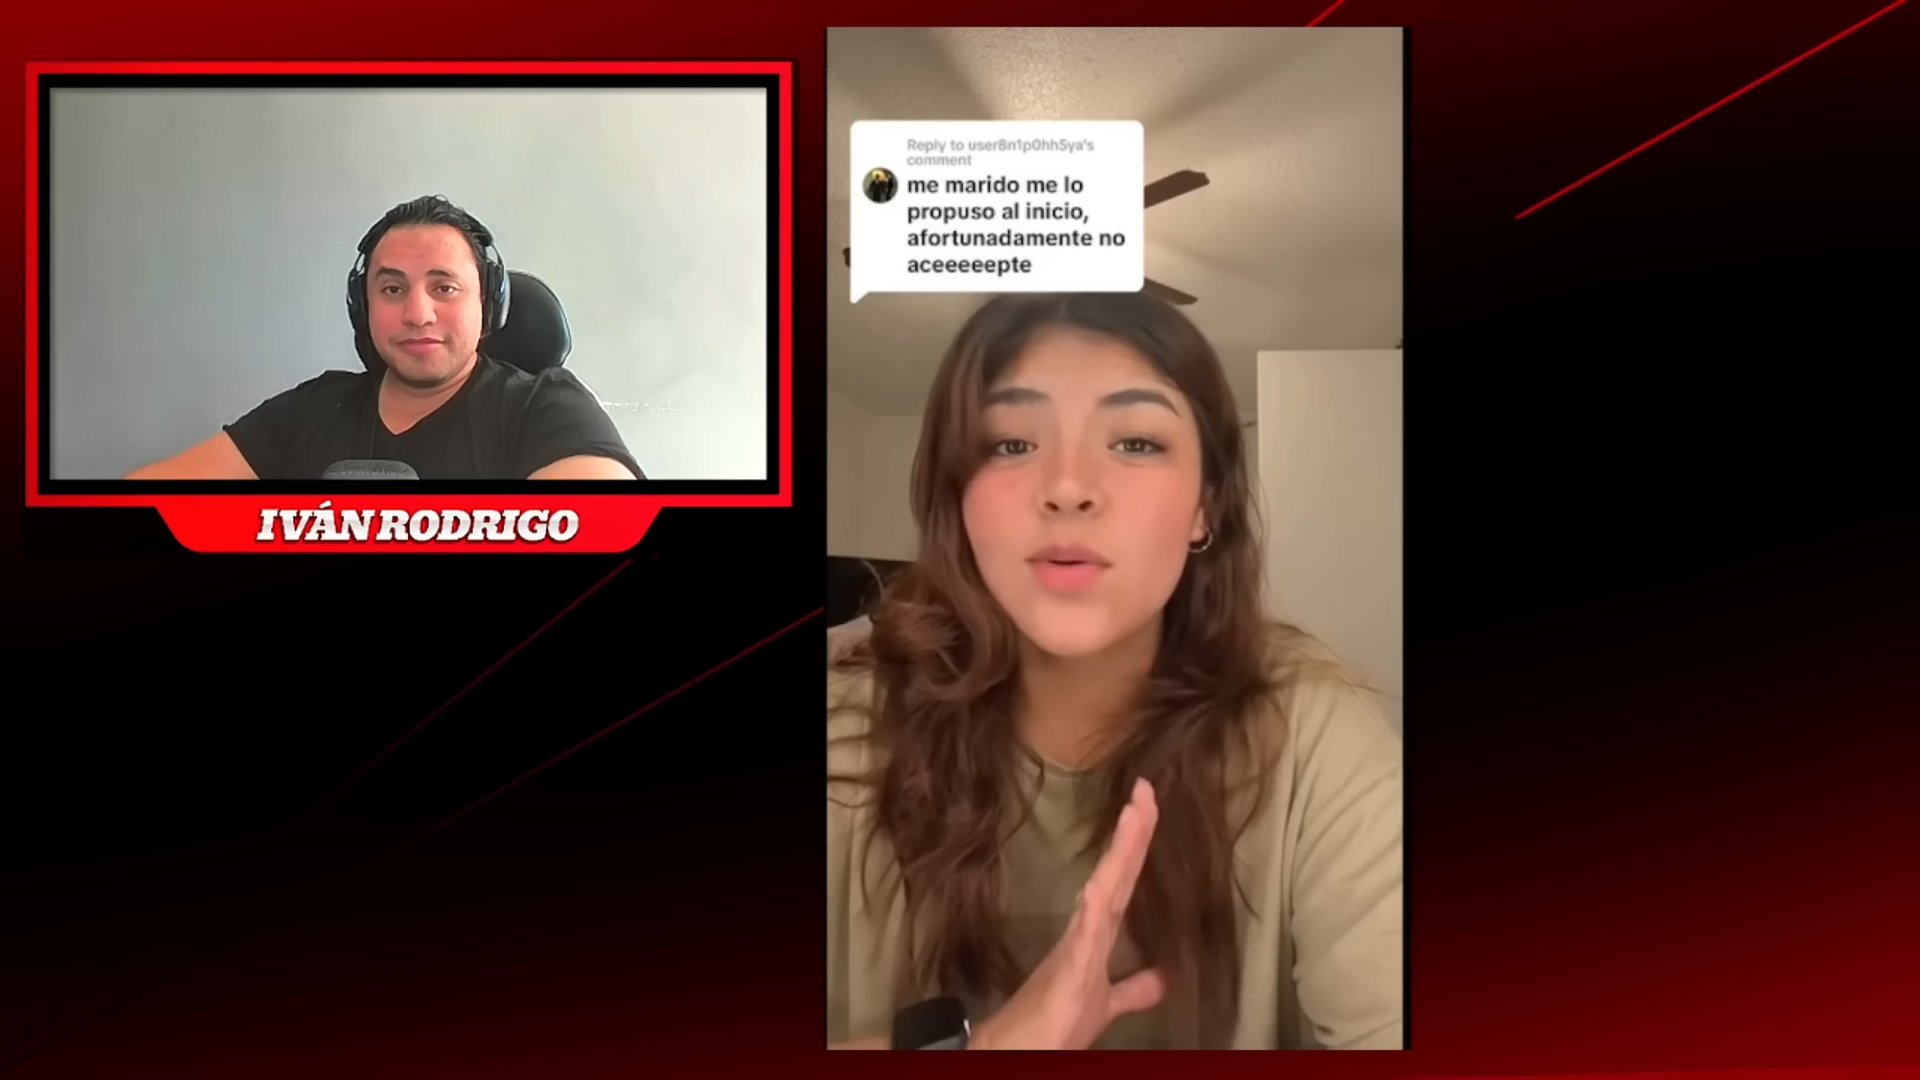 IVÁN RODRIGO
Reply to user8n1p0hh5ya's
comment
me marido me lo
propuso al inicio,
afortunadamente no
aceeeeepte